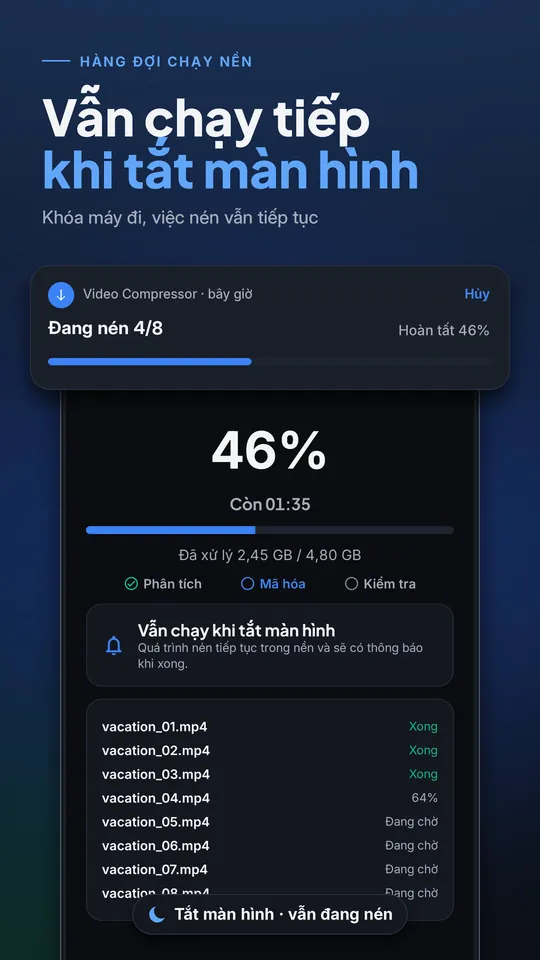 HÀNG ĐỢI CHẠY NỀN
Vẫn chạy tiếp
khi tắt màn hình
Khóa máy đi, việc nén vẫn tiếp tục
Video Compressor · bây giờ
Hủy
Đang nén 4/8
Hoàn tất 46%
46%
Còn 01:35
Đã xử lý 2,45 GB / 4,80 GB
Phân tích
Mã hóa
Kiểm tra
Vẫn chạy khi tắt màn hình
Quá trình nén tiếp tục trong nền và sẽ có thông báo
khi xong.
vacation_01.mp4 Xong
vacation_02.mp4 Xong
vacation_03.mp4 Xong
vacation_04.mp4 64%
vacation_05.mp4 Đang chờ
vacation_06.mp4 Đang chờ
vacation_07.mp4 Đang chờ
vacation_08.mp4 Đang chờ
Tắt màn hình · vẫn đang nén